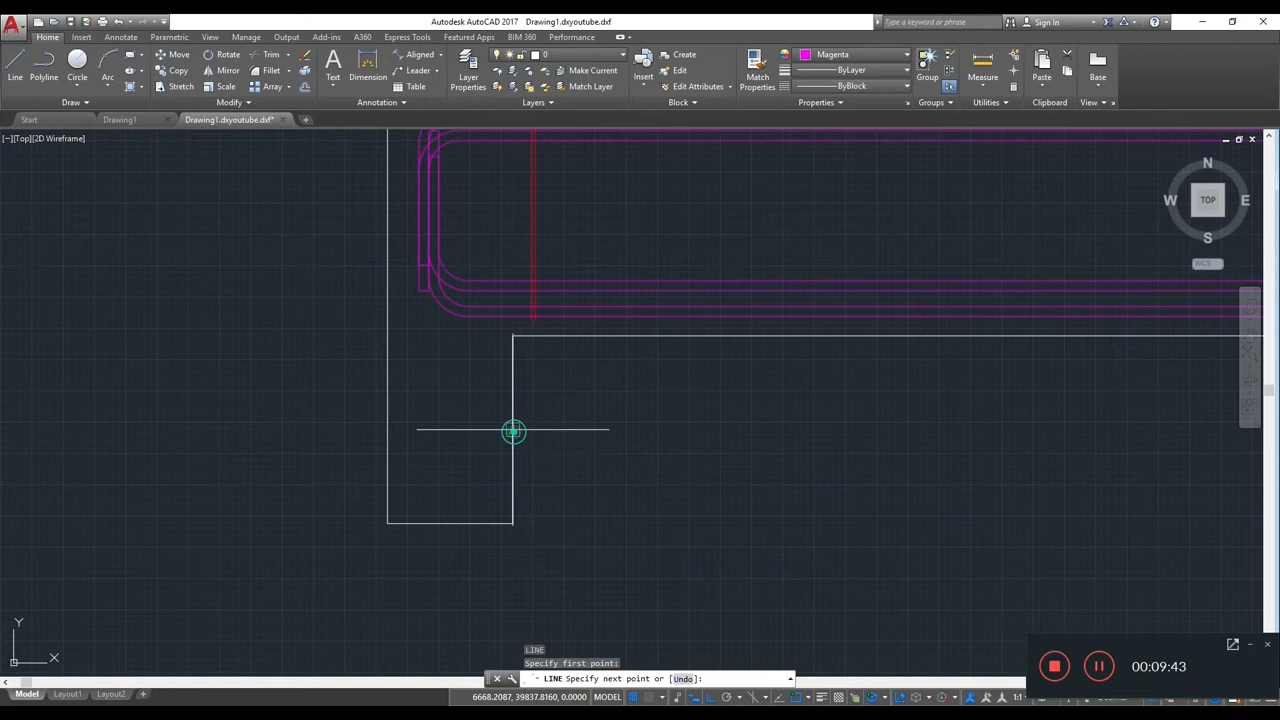 Autodesk AutoCAD 2017 Drawing1.dxyoutube.dxf
Type a keyword or phrase
Sign In
Home Insert Annotate Parametric View Manage Output Add-ins A360 Express Tools Featured Apps BIM 360 Performance
Move Rotate Trim Aligned 0 Create Magenta
Copy Mirror Fillet Leader Make Current Edit ByLayer
Stretch Scale Array Table Match Layer Edit Attributes ByBlock
Line Polyline Circle Arc Text Dimension Layer Properties Insert Match Properties Group Measure Paste Base
Draw Modify Annotation Layers Block Properties Groups Utilities Clipboard View
Start Drawing1 Drawing1.dxyoutube.dxf*
[−][Top][2D Wireframe]
N
W TOP E
S
WCS
Y
X
LINE
Specify first point:
LINE Specify next point or [Undo]:
00:09:43
Model Layout1 Layout2
6668.2087, 39837.8160, 0.0000 MODEL